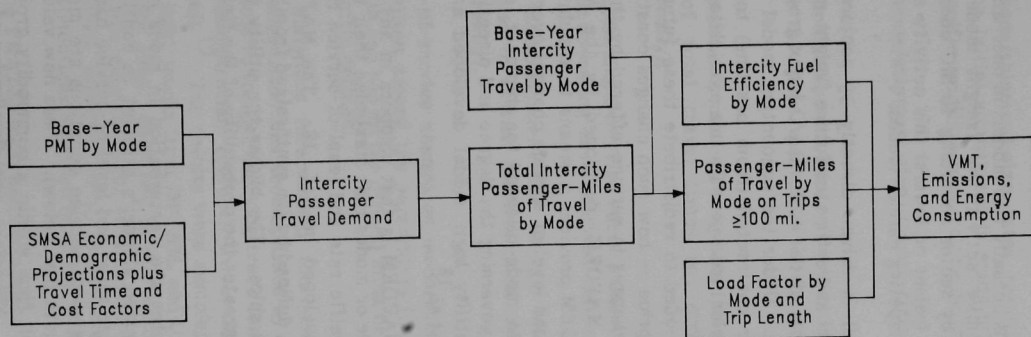 Base-Year
PMT by Mode
SMSA Economic/
Demographic
Projections plus
Travel Time and
Cost Factors
Intercity
Passenger
Travel Demand
Base-Year
Intercity
Passenger
Travel by Mode
Total Intercity
Passenger-Miles
of Travel
by Mode
Intercity Fuel
Efficiency
by Mode
Passenger-Miles
of Travel by
Mode on Trips
≥100 mi.
Load Factor by
Mode and
Trip Length
VMT,
Emissions,
and Energy
Consumption